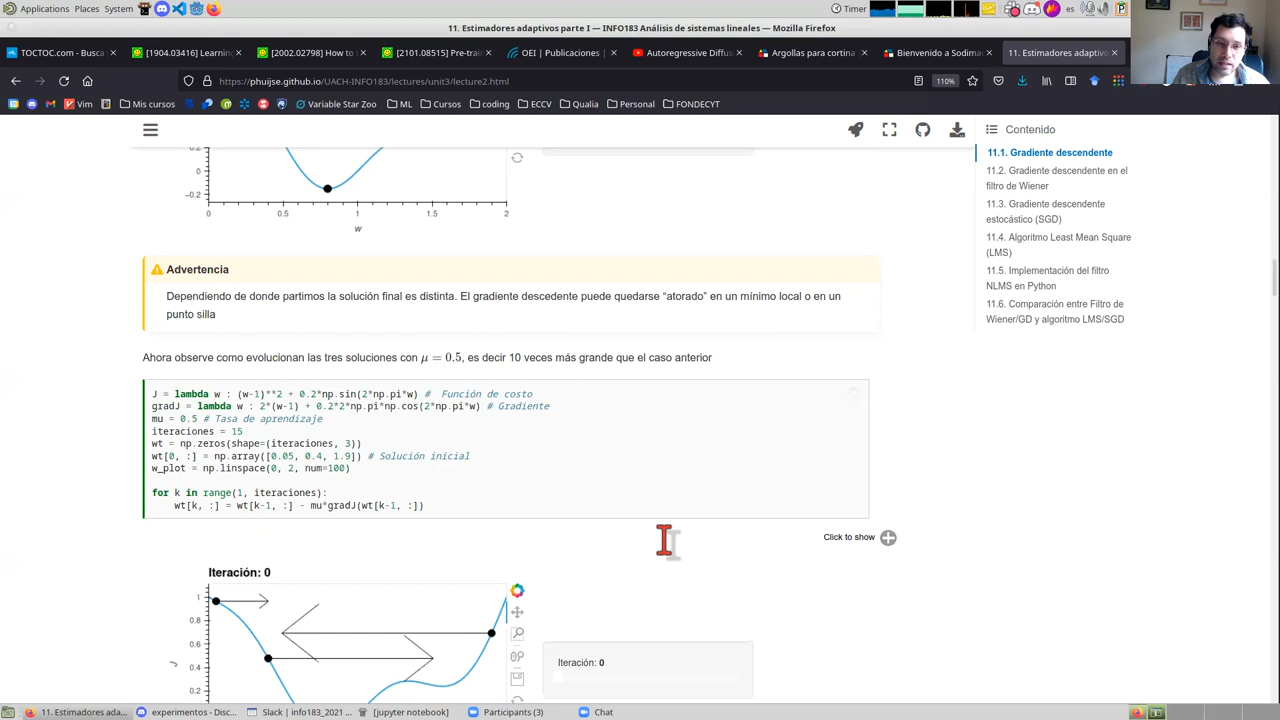 Applications Places System
Timer
es
11. Estimadores adaptivos parte I — INFO183 Análisis de sistemas lineales — Mozilla Firefox
TOCTOC.com - Busca
[1904.03416] Learnin
[2002.02798] How to
[2101.08519] Pre-trai
OEI | Publicaciones
Autoregressive Diffus
Argollas para cortina
Bienvenido a Sodimac
11. Estimadores adaptivo
https://phuijse.github.io/UACH-INFO183/lectures/unit3/lecture2.html
110%
Vim
Mis cursos
Variable Star Zoo
ML
Cursos
coding
ECCV
Qualia
Personal
FONDECYT
Contenido
11.1. Gradiente descendente
11.2. Gradiente descendente en el
filtro de Wiener
11.3. Gradiente descendente
estocástico (SGD)
11.4. Algoritmo Least Mean Square
(LMS)
11.5. Implementación del filtro
NLMS en Python
11.6. Comparación entre Filtro de
Wiener/GD y algoritmo LMS/SGD
0.2
0
−0.2
0 0.5 1 1.5 2
w
Advertencia
Dependiendo de donde partimos la solución final es distinta. El gradiente descedente puede quedarse “atorado” en un mínimo local o en un
punto silla
Ahora observe como evolucionan las tres soluciones con μ = 0.5, es decir 10 veces más grande que el caso anterior
J = lambda w : (w-1)**2 + 0.2*np.sin(2*np.pi*w) #  Función de costo
gradJ = lambda w : 2*(w-1) + 0.2*2*np.pi*np.cos(2*np.pi*w) # Gradiente
mu = 0.5 # Tasa de aprendizaje
iteraciones = 15
wt = np.zeros(shape=(iteraciones, 3))
wt[0, :] = np.array([0.05, 0.4, 1.9]) # Solución inicial
w_plot = np.linspace(0, 2, num=100)
for k in range(1, iteraciones):
wt[k, :] = wt[k-1, :] - mu*gradJ(wt[k-1, :])
Click to show
Iteración: 0
1
0.8
0.6
0.4
0.2
J
Iteración: 0
11. Estimadores ada...
experimentos - Disc...
Slack | info183_2021 ...
[jupyter notebook]
Participants (3)
Chat